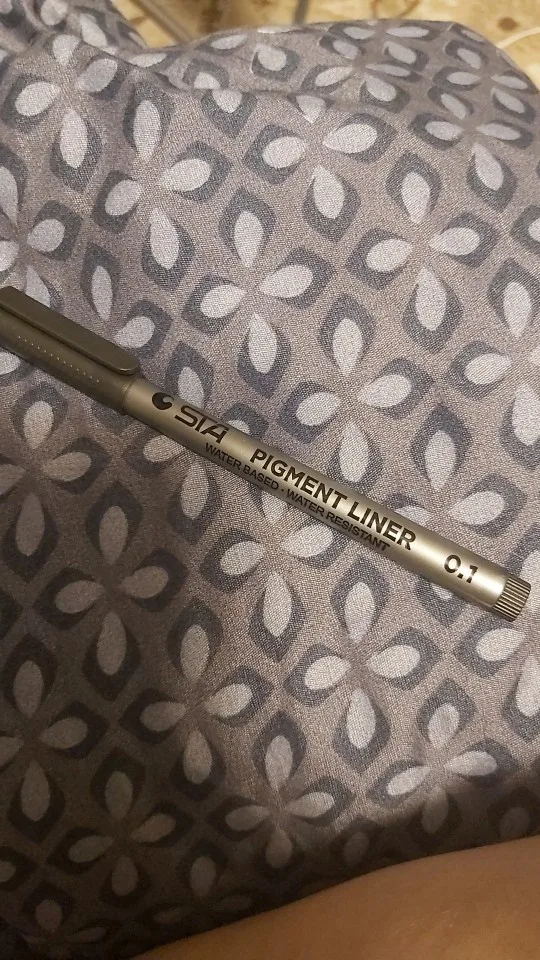 STA PIGMENT LINER 0.1
WATER BASED · WATER RESISTANT